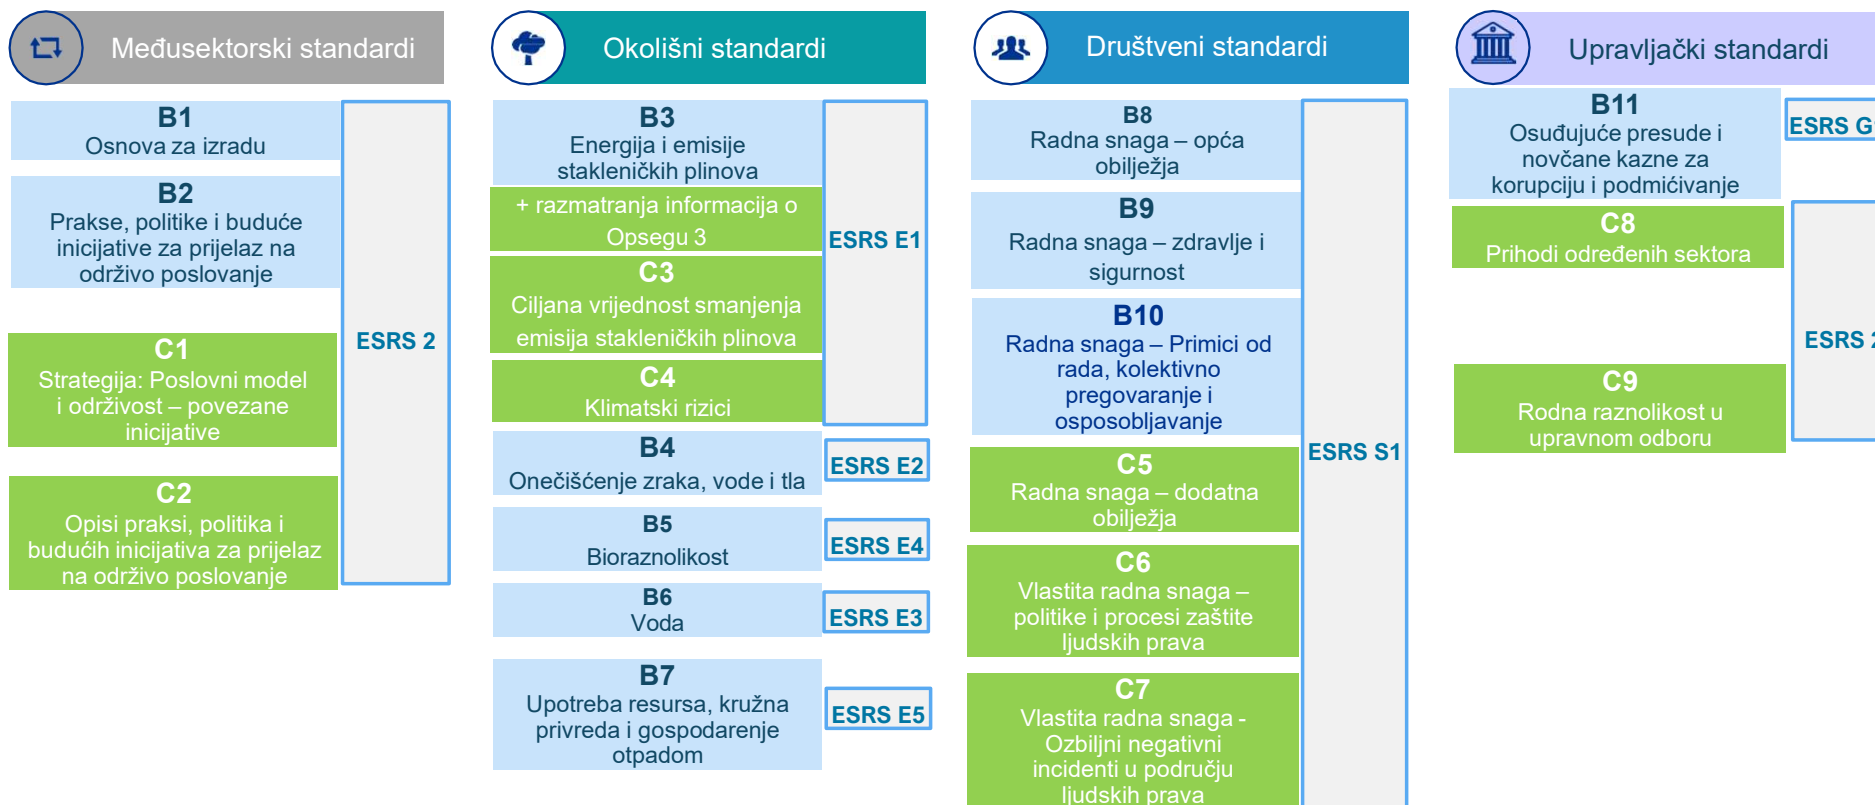 Međusektorski standardi
B1
Osnova za izradu
B2
Prakse, politike i buduće
inicijative za prijelaz na
održivo poslovanje
C1
Strategija: Poslovni model
i održivost – povezane
inicijative
C2
Opisi praksi, politika i
budućih inicijativa za prijelaz
na održivo poslovanje
ESRS 2
Okolišni standardi
B3
Energija i emisije
stakleničkih plinova
+ razmatranja informacija o
Opsegu 3
C3
Ciljana vrijednost smanjenja
emisija stakleničkih plinova
C4
Klimatski rizici
ESRS E1
B4
Onečišćenje zraka, vode i tla
ESRS E2
B5
Bioraznolikost
ESRS E4
B6
Voda
ESRS E3
B7
Upotreba resursa, kružna
privreda i gospodarenje
otpadom
ESRS E5
Društveni standardi
B8
Radna snaga – opća
obilježja
B9
Radna snaga – zdravlje i
sigurnost
B10
Radna snaga – Primici od
rada, kolektivno
pregovaranje i
osposobljavanje
C5
Radna snaga – dodatna
obilježja
C6
Vlastita radna snaga –
politike i procesi zaštite
ljudskih prava
C7
Vlastita radna snaga -
Ozbiljni negativni
incidenti u području
ljudskih prava
ESRS S1
Upravljački standardi
B11
Osuđujuće presude i
novčane kazne za
korupciju i podmićivanje
ESRS G
C8
Prihodi određenih sektora
C9
Rodna raznolikost u
upravnom odboru
ESRS 2